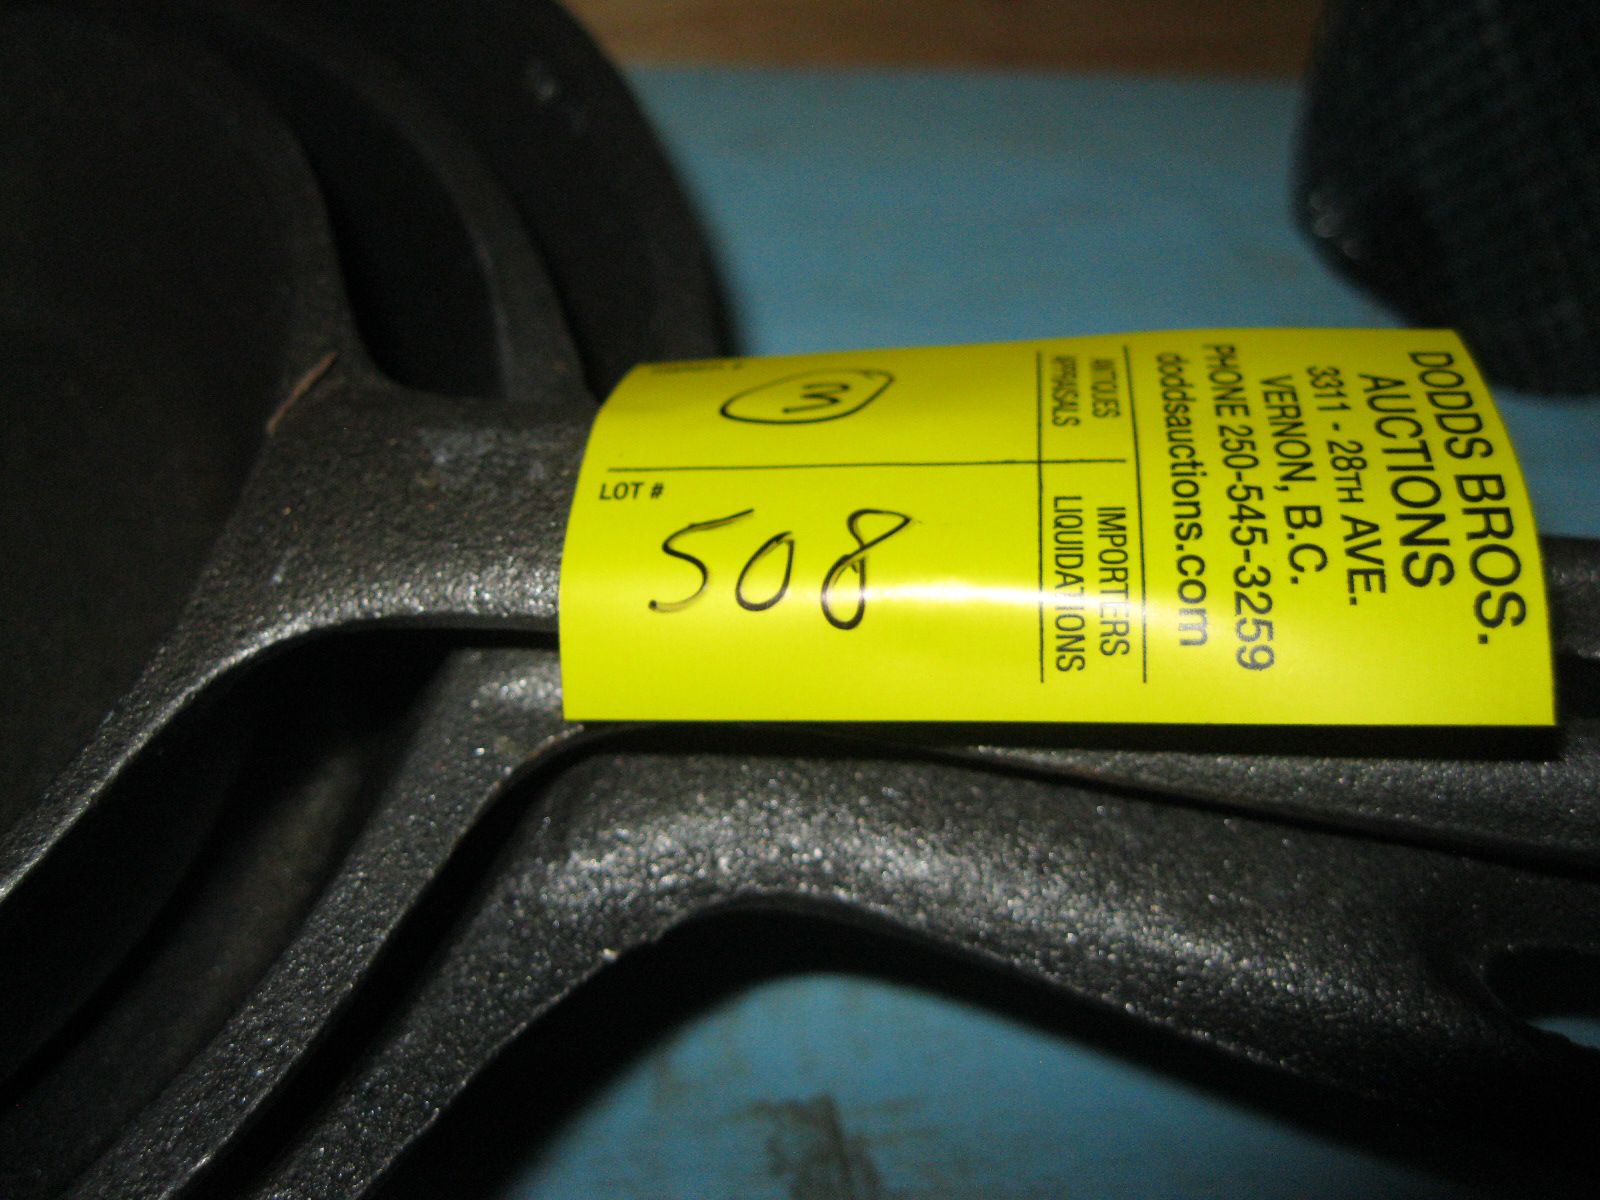 DODDS BROS.
AUCTIONS
3311 - 28TH AVE.
VERNON, B.C.
PHONE 250-545-3259
doddsauctions.com
ANTIQUES IMPORTERS
APPRAISALS LIQUIDATIONS
M
LOT #
508